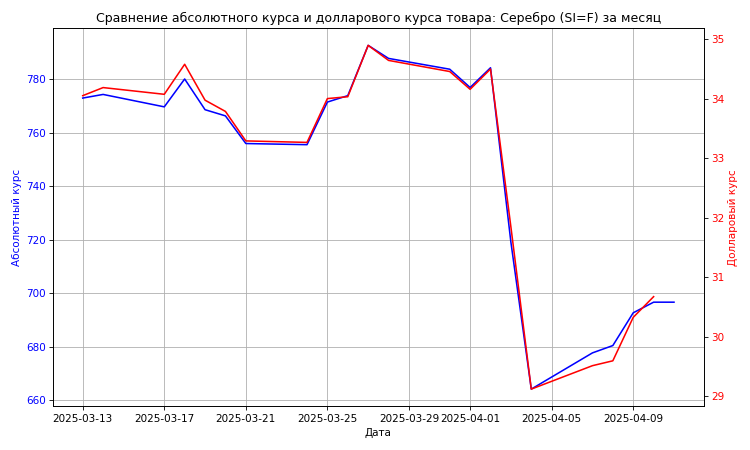 Сравнение абсолютного курса и долларового курса товара: Серебро (SI=F) за месяц
Абсолютный курс
780
760
740
720
700
680
660
35
34
33
32
31
30
29
Долларовый курс
2025-03-13 2025-03-17 2025-03-21 2025-03-25 2025-03-29 2025-04-01 2025-04-05 2025-04-09
Дата